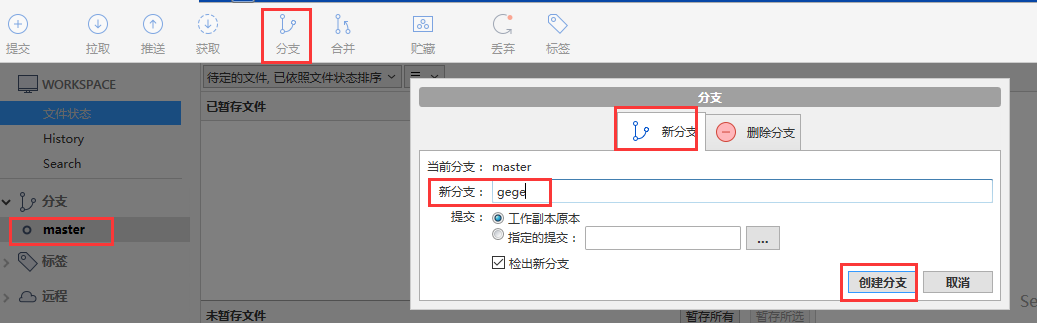 提交 拉取 推送 获取 分支 合并 贮藏 丢弃 标签
WORKSPACE
文件状态
History
Search
分支
master
标签
远程
待定的文件, 已依照文件状态排序
已暂存文件
未暂存文件
暂存所有 暂存所选
分支
新分支 删除分支
当前分支： master
新分支： gege
提交： 工作副本原本
指定的提交： ...
检出新分支
创建分支 取消
Se